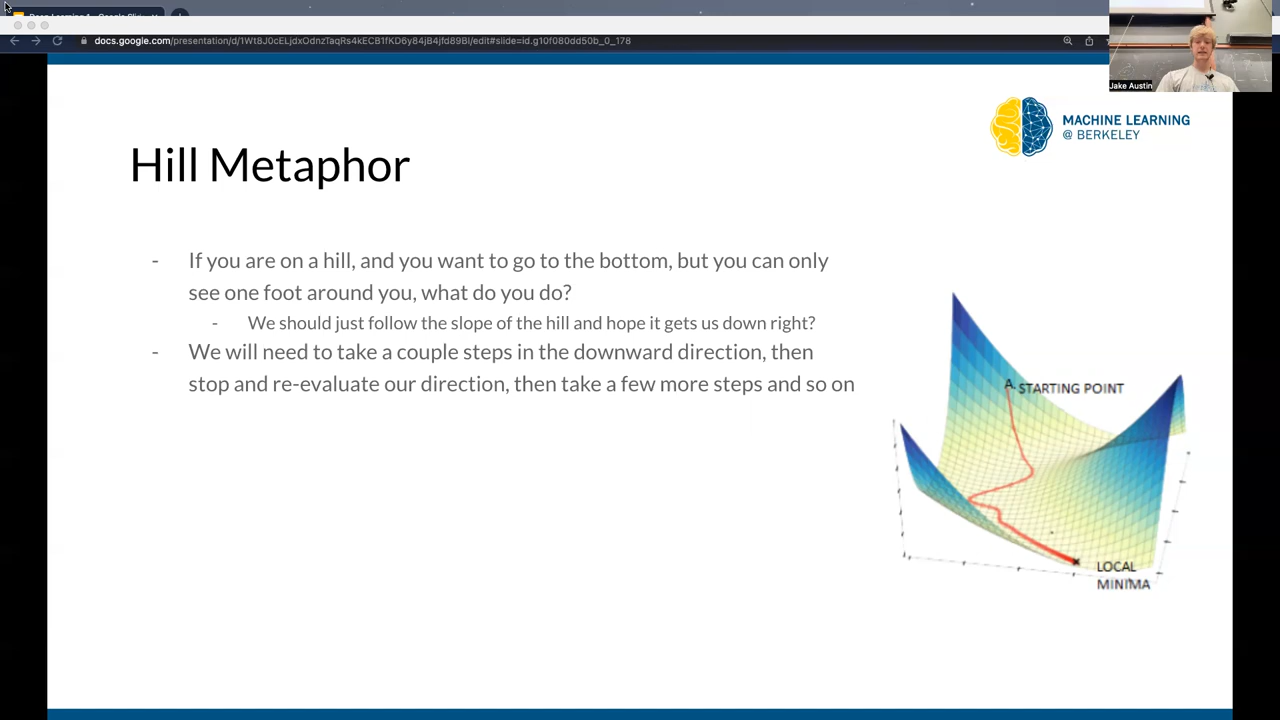 docs.google.com/presentation/d/1Wt8J0cELjdxOdnzTaqRs4kECB1fKD6y84jB4jfd89BI/edit#slide=id.g10f080dd50b_0_178
Jake Austin
MACHINE LEARNING
@ BERKELEY
Hill Metaphor
- If you are on a hill, and you want to go to the bottom, but you can only
see one foot around you, what do you do?
- We should just follow the slope of the hill and hope it gets us down right?
- We will need to take a couple steps in the downward direction, then
stop and re-evaluate our direction, then take a few more steps and so on
A. STARTING POINT
LOCAL
MINIMA